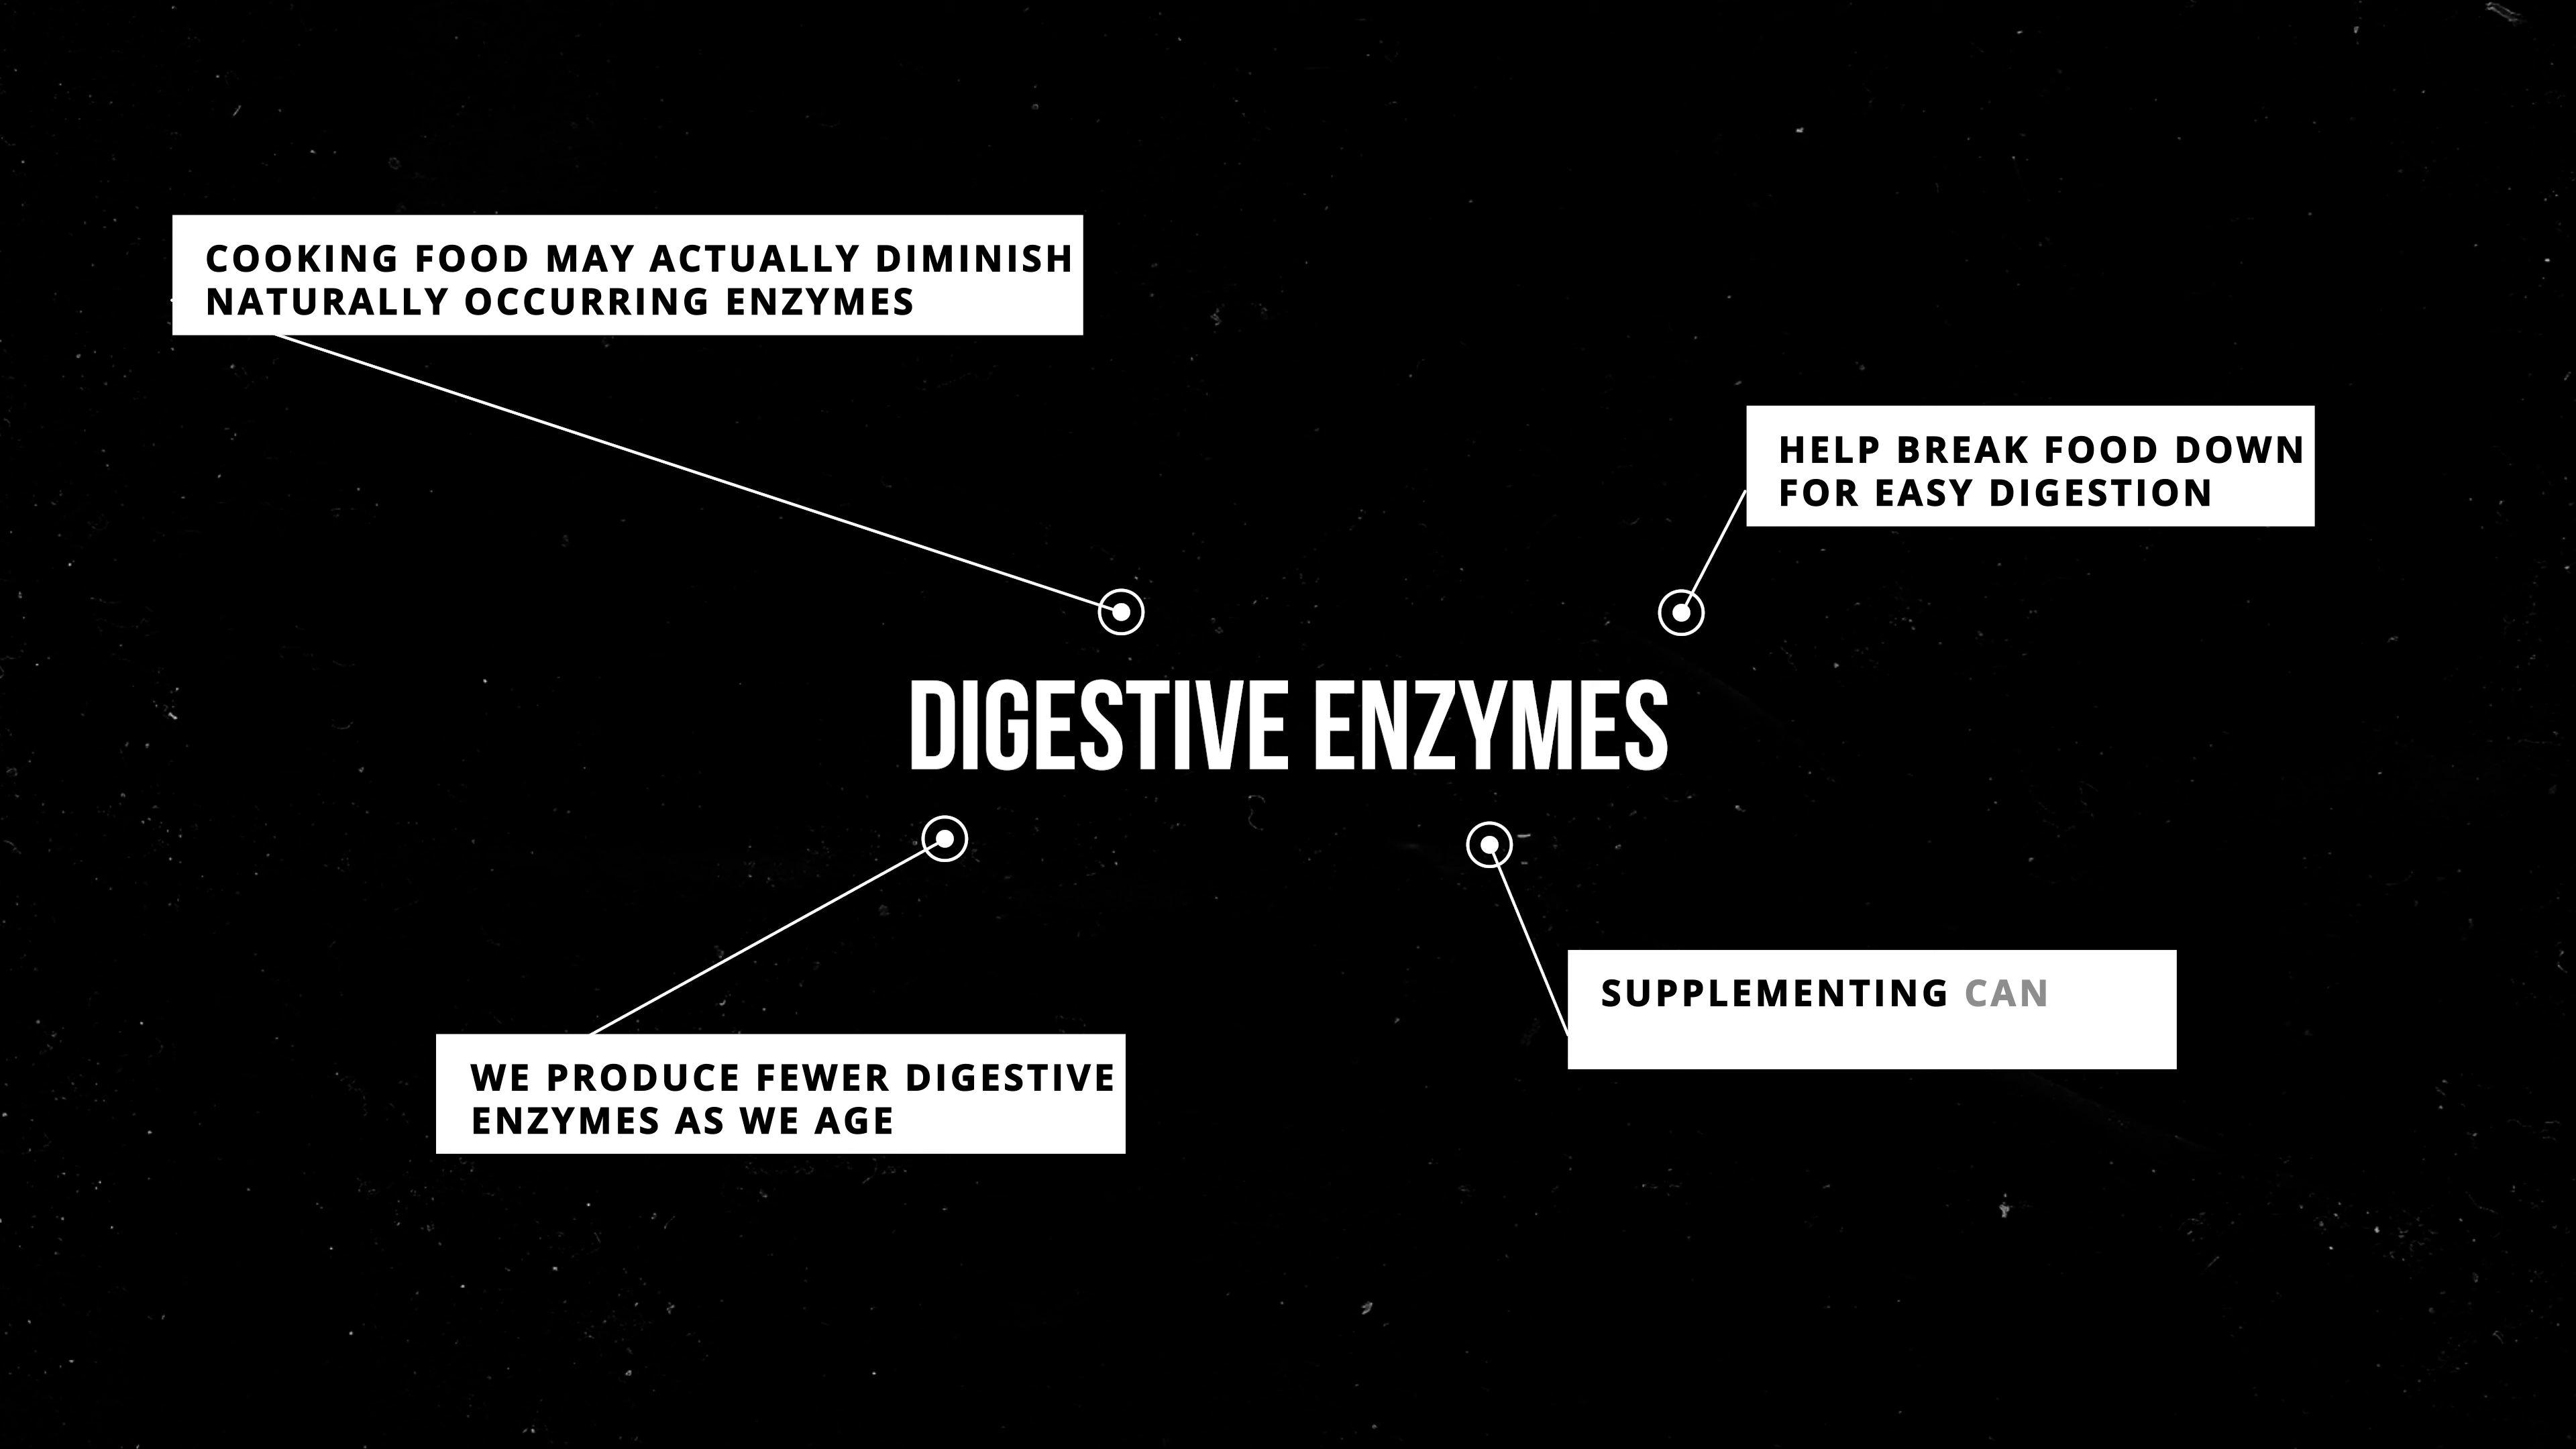 COOKING FOOD MAY ACTUALLY DIMINISH
NATURALLY OCCURRING ENZYMES
HELP BREAK FOOD DOWN
FOR EASY DIGESTION
DIGESTIVE ENZYMES
WE PRODUCE FEWER DIGESTIVE
ENZYMES AS WE AGE
SUPPLEMENTING CAN